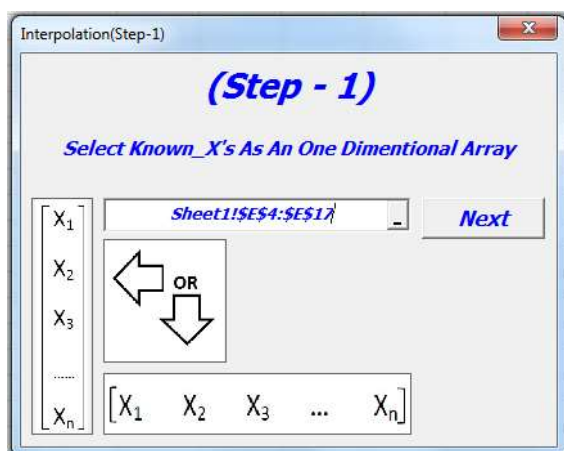 Interpolation(Step-1)
(Step - 1)
Select Known_X's As An One Dimentional Array
Sheet1!$E$4:$E$17
Next
X1
X2
X3
......
Xn
OR
[X1 X2 X3 ... Xn]